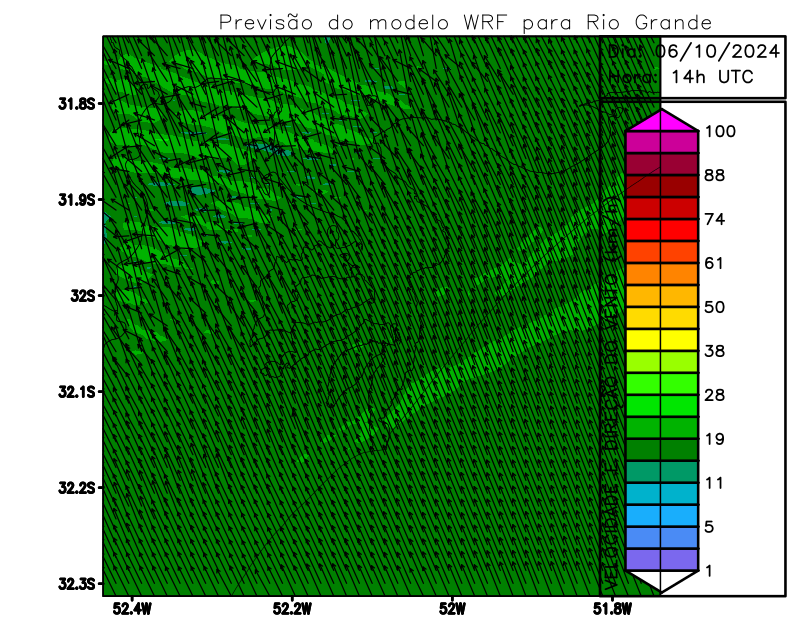 Previsão do modelo WRF para Rio Grande
Dia: 06/10/2024
Hora: 14h UTC
31.8S
31.9S
32S
32.1S
32.2S
32.3S
52.4W
52.2W
52W
51.8W
VELOCIDADE E DIREÇÃO DO VENTO (km/h)
100
88
74
61
50
38
28
19
11
5
1